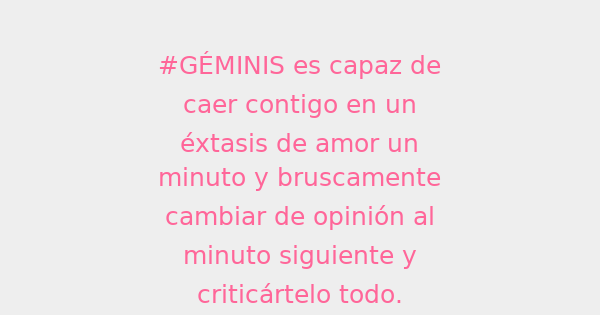 #GÉMINIS es capaz de
caer contigo en un
éxtasis de amor un
minuto y bruscamente
cambiar de opinión al
minuto siguiente y
criticártelo todo.